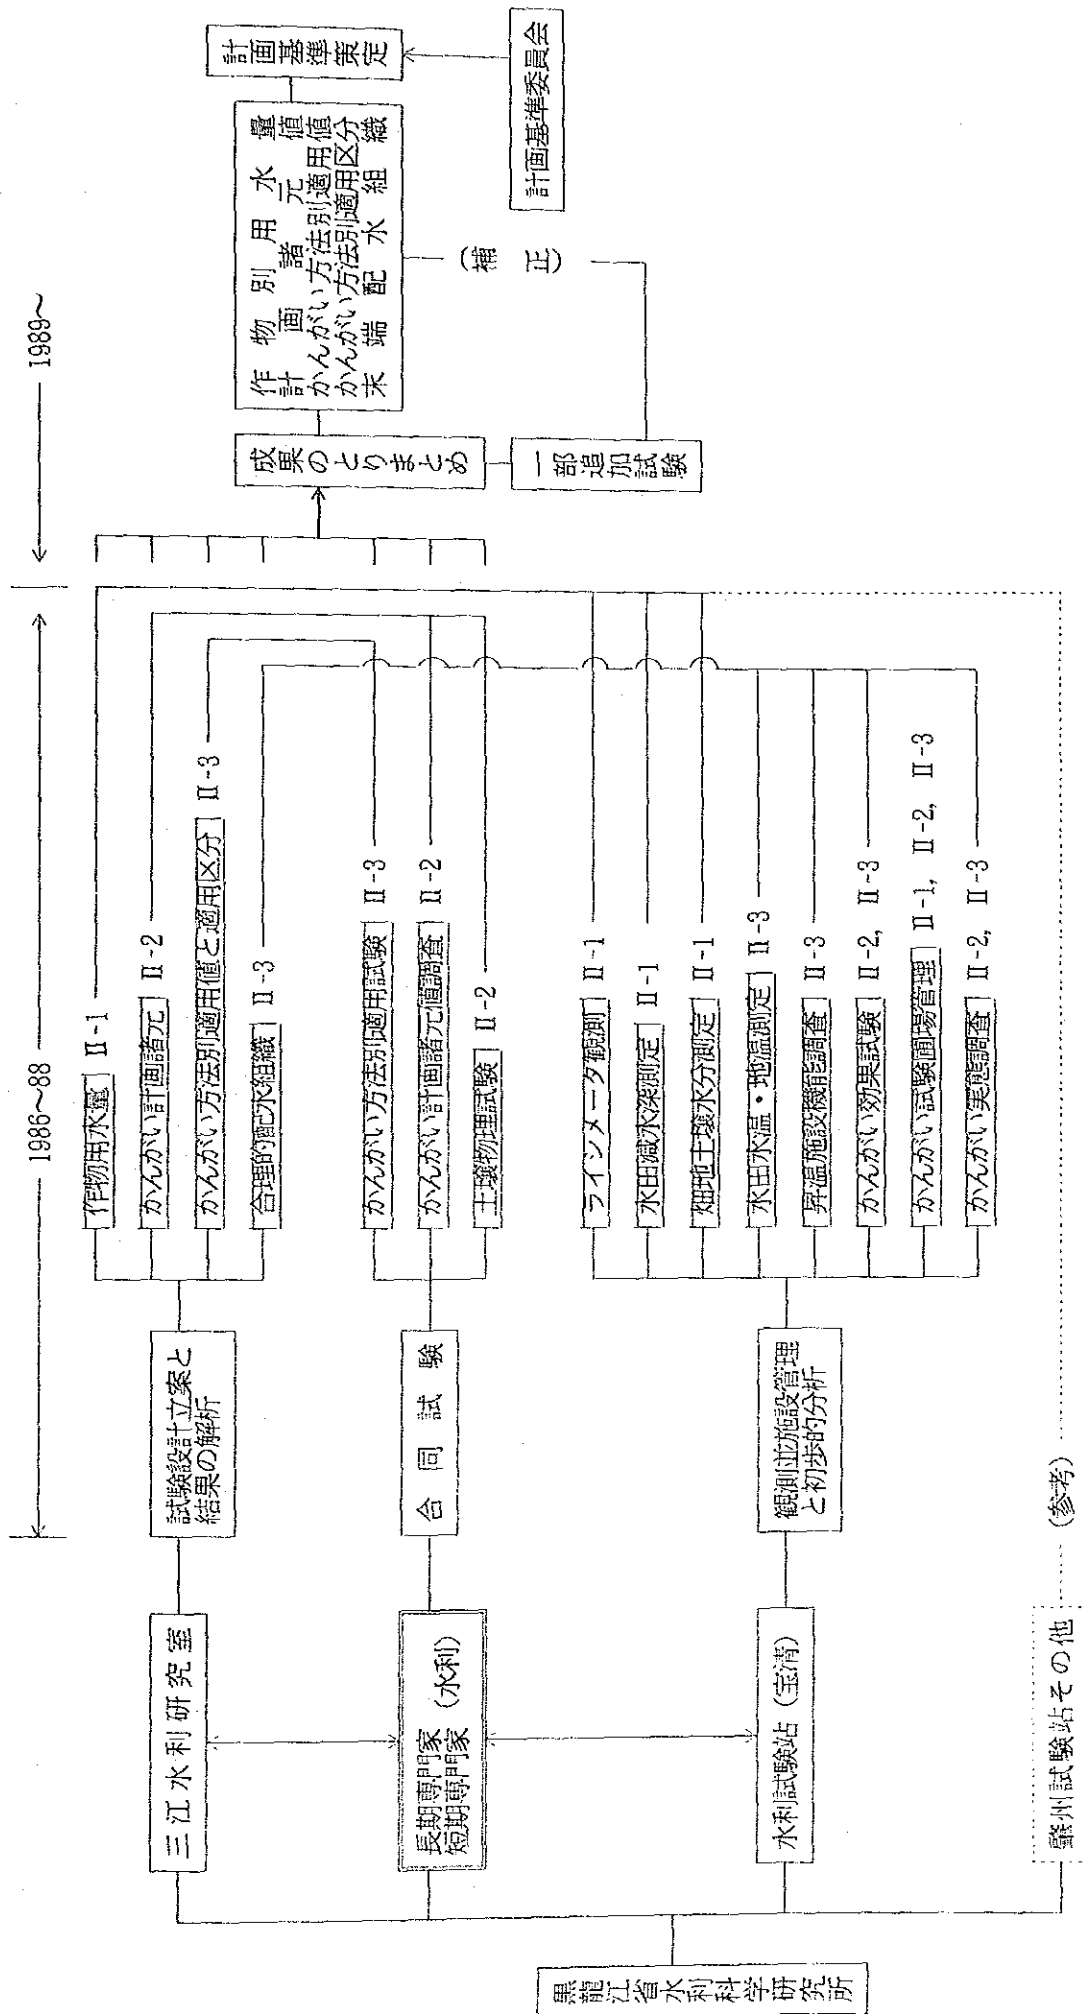 1986~88
1989~
黒龍江省水利科学研究所
三江水利研究室
長期専門家
短期専門家
(水利)
水利試験站(宝清)
肇州試験站その他
(参考)
試験設計立案と
結果の解析
合同試験
観測並施設管理
と初歩的分析
作物用水量 Ⅱ-1
かんがい計画諸元 Ⅱ-2
かんがい方法別適用値と適用区分 Ⅱ-3
合理的配水組織 Ⅱ-3
かんがい方法別適用試験 Ⅱ-3
かんがい計画諸元値調査 Ⅱ-2
土壌物理試験 Ⅱ-2
ラインメータ観測 Ⅱ-1
水田減水深測定 Ⅱ-1
畑地土壌水分測定 Ⅱ-1
水田水温・地温測定 Ⅱ-3
昇温施設機能調査 Ⅱ-3
かんがい効果試験 Ⅱ-2, Ⅱ-3
かんがい試験圃場管理 Ⅱ-1, Ⅱ-2, Ⅱ-3
かんがい実態調査 Ⅱ-2, Ⅱ-3
成果のとりまとめ
一部追加試験
作物別用水量
計画諸元値
かんがい方法別適用値
かんがい方法別適用区分
末端配水組織
(補正)
計画基準策定
計画基準委員会